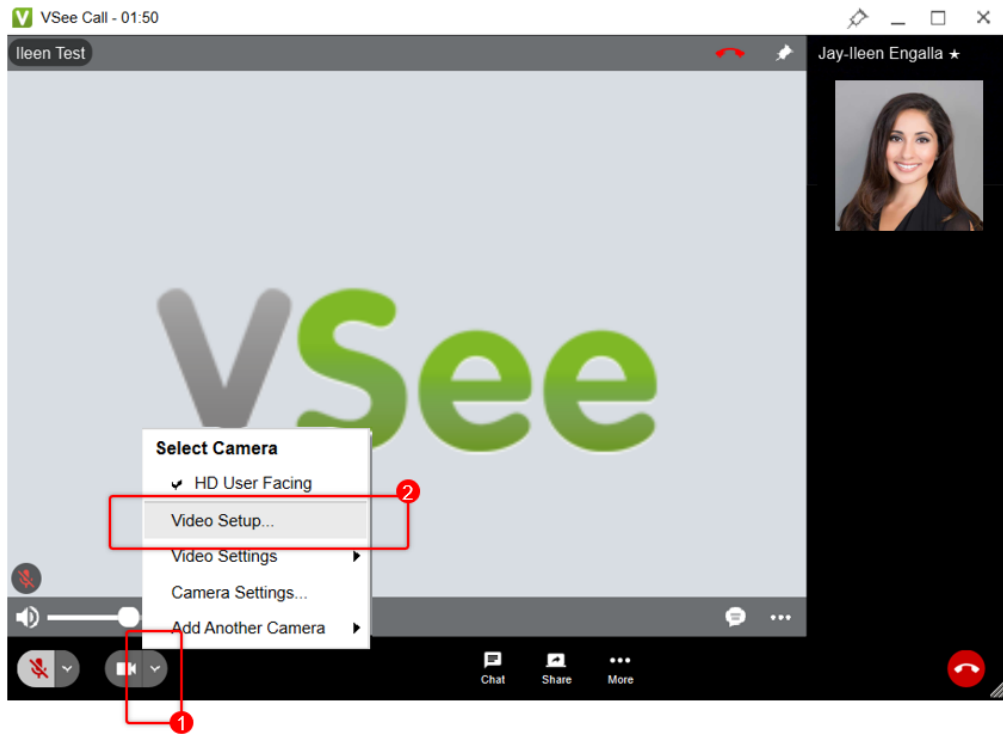 VSee Call - 01:50
Ileen Test
Jay-Ileen Engalla ★
VSee
Select Camera
HD User Facing
2
Video Setup...
Video Settings
Camera Settings...
Add Another Camera
Chat
Share
More
1